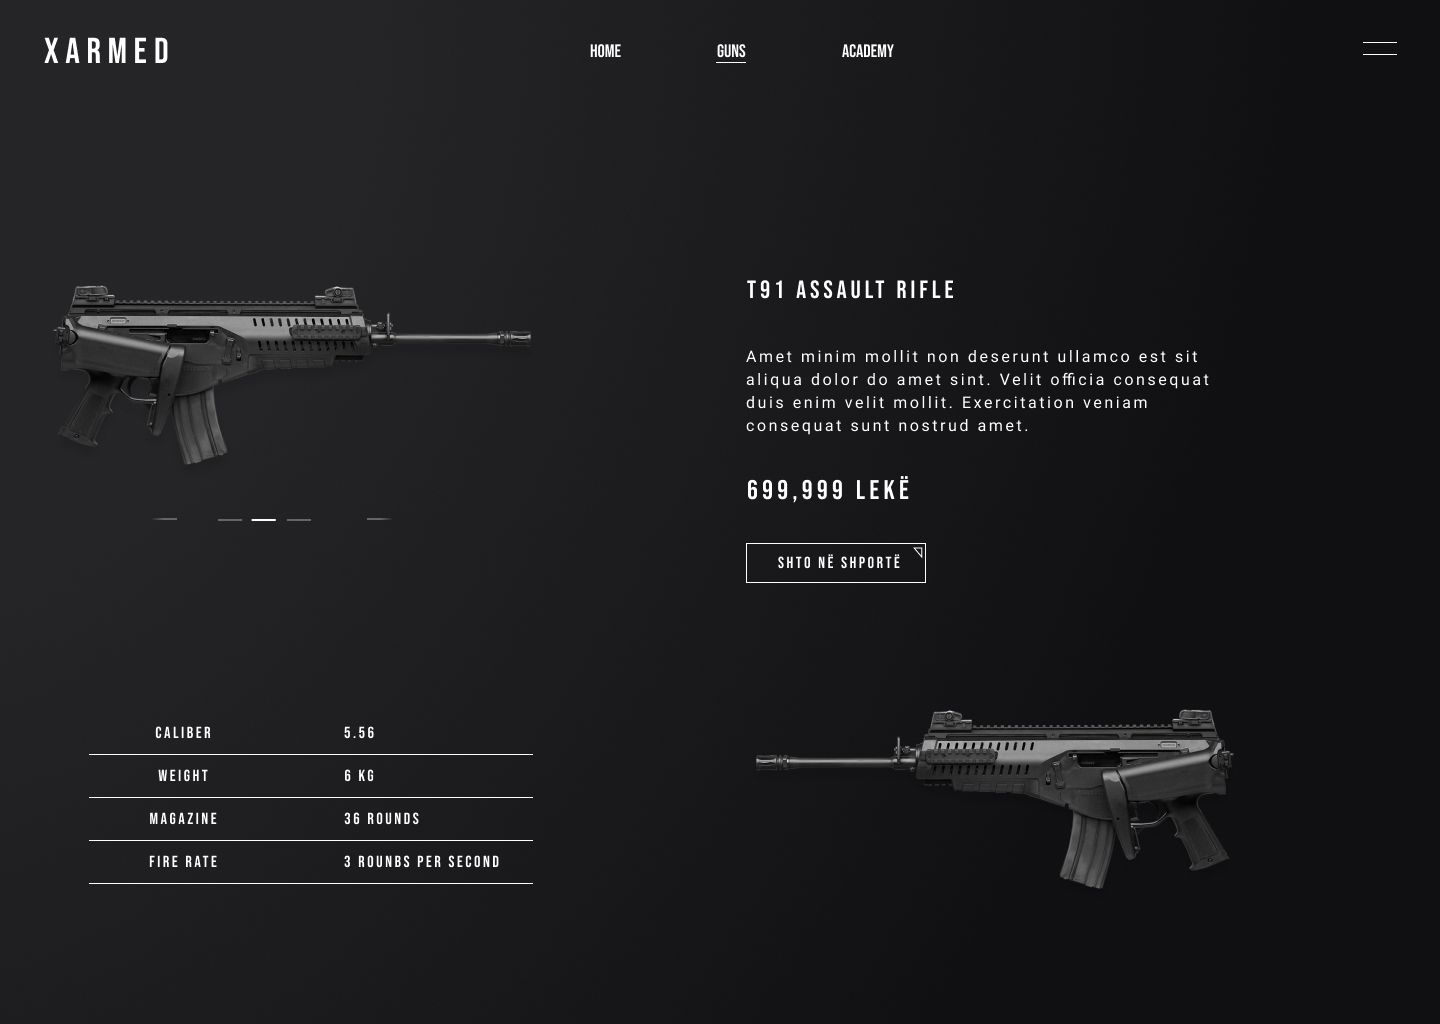 XARMED
HOME
GUNS
ACADEMY
T91 ASSAULT RIFLE
Amet minim mollit non deserunt ullamco est sit
aliqua dolor do amet sint. Velit officia consequat
duis enim velit mollit. Exercitation veniam
consequat sunt nostrud amet.
699,999 LEKË
SHTO NË SHPORTË
CALIBER 5.56
WEIGHT 6 KG
MAGAZINE 36 ROUNDS
FIRE RATE 3 ROUNBS PER SECOND